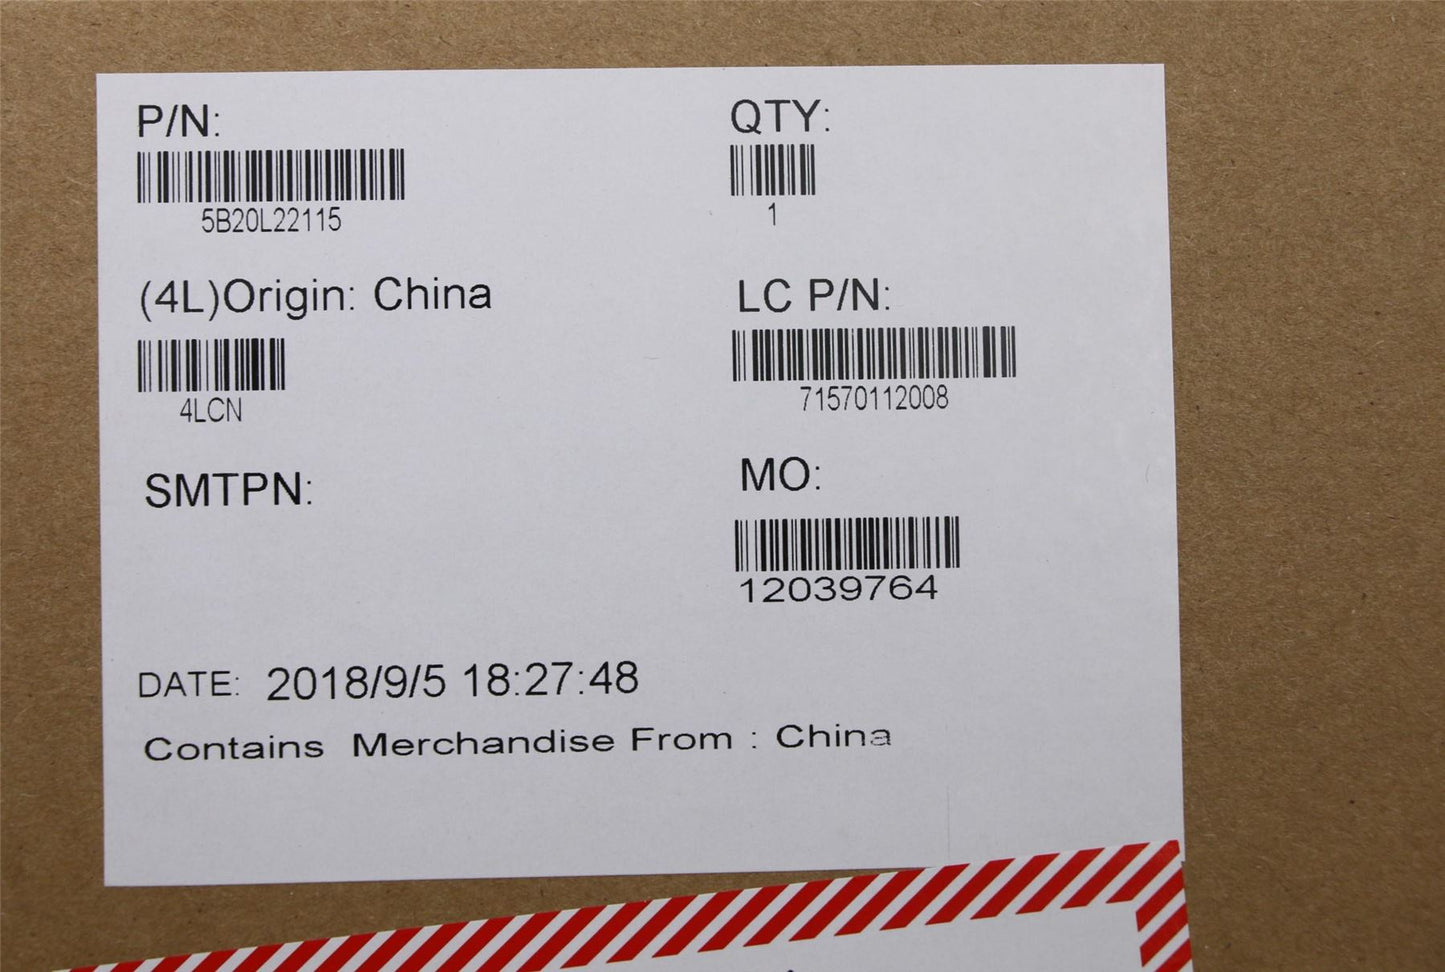 P/N:
5B20L22115
QTY:
1
(4L)Origin: China
4LCN
LC P/N:
71570112008
SMTPN:
MO:
12039764
DATE: 2018/9/5 18:27:48
Contains Merchandise From : China